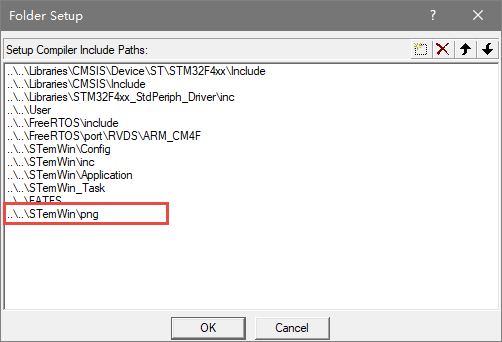 Folder Setup
?
Setup Compiler Include Paths:
..\..\Libraries\CMSIS\Device\ST\STM32F4xx\Include
..\..\Libraries\CMSIS\Include
..\..\Libraries\STM32F4xx_StdPeriph_Driver\inc
..\..\User
..\..\FreeRTOS\include
..\..\FreeRTOS\port\RVDS\ARM_CM4F
..\..\STemWin\Config
..\..\STemWin\inc
..\..\STemWin\Application
..\..\STemWin_Task
..\..\FATFS
..\..\STemWin\png
OK
Cancel